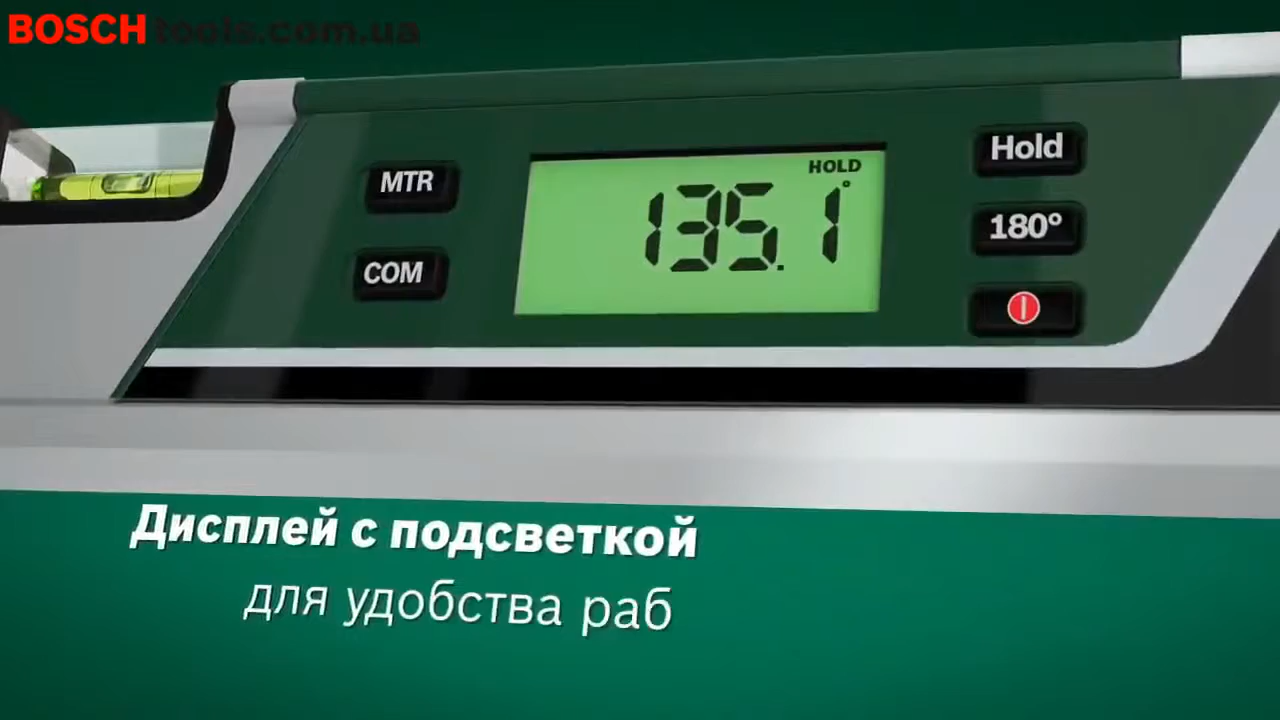 BOSCHtools.com.ua
HOLD
135.1°
MTR
COM
Hold
180°
Дисплей с подсветкой
для удобства раб